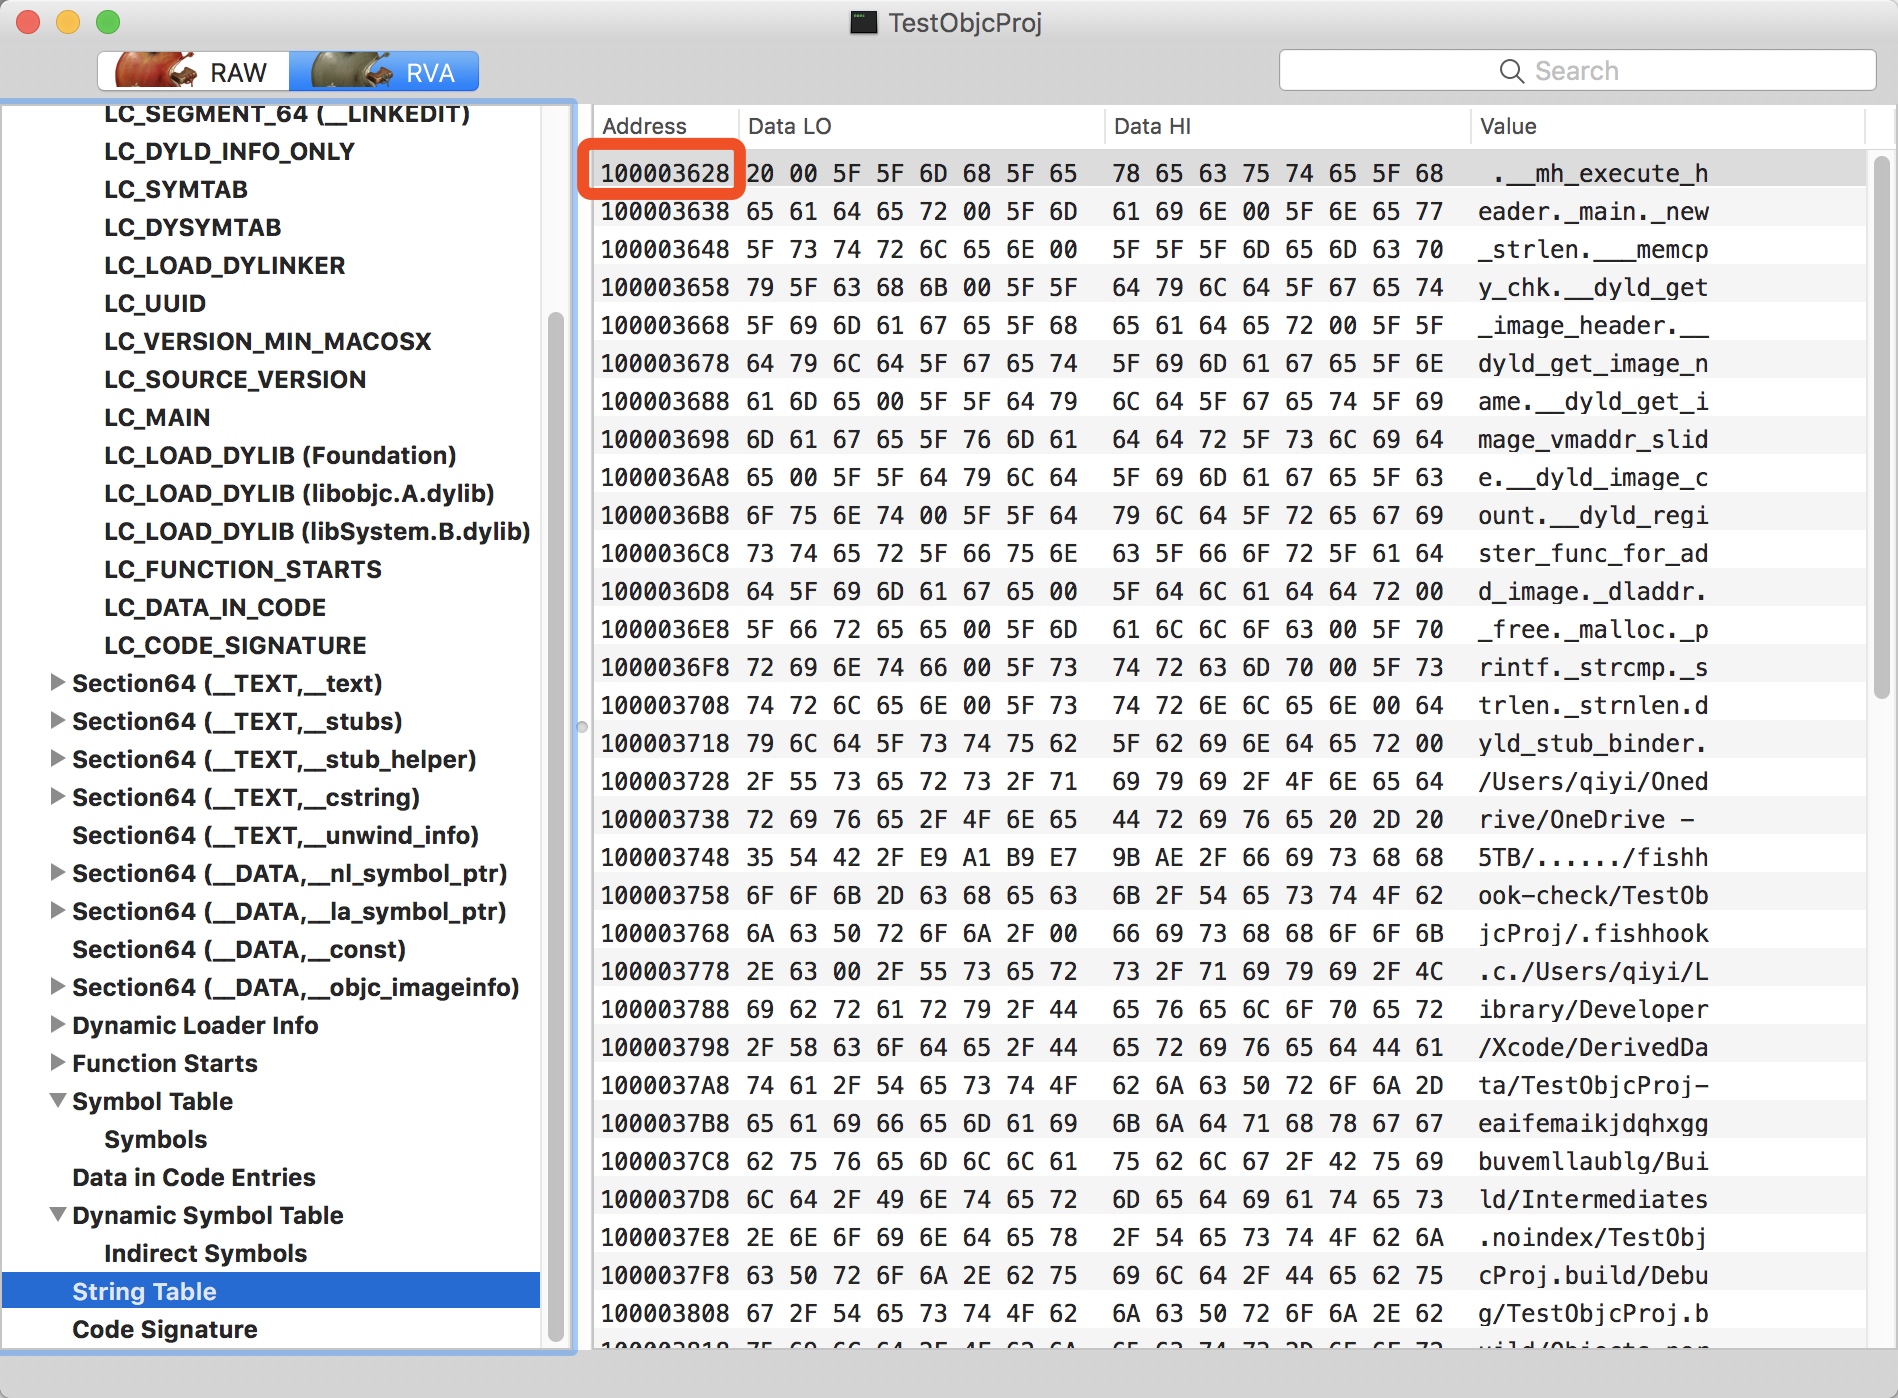 TestObjcProj
RAW
RVA
Search
LC_SEGMENT_64 (__LINKEDIT)
LC_DYLD_INFO_ONLY
LC_SYMTAB
LC_DYSYMTAB
LC_LOAD_DYLINKER
LC_UUID
LC_VERSION_MIN_MACOSX
LC_SOURCE_VERSION
LC_MAIN
LC_LOAD_DYLIB (Foundation)
LC_LOAD_DYLIB (libobjc.A.dylib)
LC_LOAD_DYLIB (libSystem.B.dylib)
LC_FUNCTION_STARTS
LC_DATA_IN_CODE
LC_CODE_SIGNATURE
Section64 (__TEXT,__text)
Section64 (__TEXT,__stubs)
Section64 (__TEXT,__stub_helper)
Section64 (__TEXT,__cstring)
Section64 (__TEXT,__unwind_info)
Section64 (__DATA,__nl_symbol_ptr)
Section64 (__DATA,__la_symbol_ptr)
Section64 (__DATA,__const)
Section64 (__DATA,__objc_imageinfo)
Dynamic Loader Info
Function Starts
Symbol Table
Symbols
Data in Code Entries
Dynamic Symbol Table
Indirect Symbols
String Table
Code Signature
Address Data LO Data HI Value
100003628 20 00 5F 5F 6D 68 5F 65 78 65 63 75 74 65 5F 68  .__mh_execute_h
100003638 65 61 64 65 72 00 5F 6D 61 69 6E 00 5F 6E 65 77 eader._main._new
100003648 5F 73 74 72 6C 65 6E 00 5F 5F 5F 6D 65 6D 63 70 _strlen.___memcp
100003658 79 5F 63 68 6B 00 5F 5F 64 79 6C 64 5F 67 65 74 y_chk.__dyld_get
100003668 5F 69 6D 61 67 65 5F 68 65 61 64 65 72 00 5F 5F _image_header.__
100003678 64 79 6C 64 5F 67 65 74 5F 69 6D 61 67 65 5F 6E dyld_get_image_n
100003688 61 6D 65 00 5F 5F 64 79 6C 64 5F 67 65 74 5F 69 ame.__dyld_get_i
100003698 6D 61 67 65 5F 76 6D 61 64 64 72 5F 73 6C 69 64 mage_vmaddr_slid
1000036A8 65 00 5F 5F 64 79 6C 64 5F 69 6D 61 67 65 5F 63 e.__dyld_image_c
1000036B8 6F 75 6E 74 00 5F 5F 64 79 6C 64 5F 72 65 67 69 ount.__dyld_regi
1000036C8 73 74 65 72 5F 66 75 6E 63 5F 66 6F 72 5F 61 64 ster_func_for_ad
1000036D8 64 5F 69 6D 61 67 65 00 5F 64 6C 61 64 64 72 00 d_image._dladdr.
1000036E8 5F 66 72 65 65 00 5F 6D 61 6C 6C 6F 63 00 5F 70 _free._malloc._p
1000036F8 72 69 6E 74 66 00 5F 73 74 72 63 6D 70 00 5F 73 rintf._strcmp._s
100003708 74 72 6C 65 6E 00 5F 73 74 72 6E 6C 65 6E 00 64 trlen._strnlen.d
100003718 79 6C 64 5F 73 74 75 62 5F 62 69 6E 64 65 72 00 yld_stub_binder.
100003728 2F 55 73 65 72 73 2F 71 69 79 69 2F 4F 6E 65 64 /Users/qiyi/Oned
100003738 72 69 76 65 2F 4F 6E 65 44 72 69 76 65 20 2D 20 rive/OneDrive -
100003748 35 54 42 2F E9 A1 B9 E7 9B AE 2F 66 69 73 68 68 5TB/....../fishh
100003758 6F 6F 6B 2D 63 68 65 63 6B 2F 54 65 73 74 4F 62 ook-check/TestOb
100003768 6A 63 50 72 6F 6A 2F 00 66 69 73 68 68 6F 6F 6B jcProj/.fishhook
100003778 2E 63 00 2F 55 73 65 72 73 2F 71 69 79 69 2F 4C .c./Users/qiyi/L
100003788 69 62 72 61 72 79 2F 44 65 76 65 6C 6F 70 65 72 ibrary/Developer
100003798 2F 58 63 6F 64 65 2F 44 65 72 69 76 65 64 44 61 /Xcode/DerivedDa
1000037A8 74 61 2F 54 65 73 74 4F 62 6A 63 50 72 6F 6A 2D ta/TestObjcProj-
1000037B8 65 61 69 66 65 6D 61 69 6B 6A 64 71 68 78 67 67 eaifemaikjdqhxgg
1000037C8 62 75 76 65 6D 6C 6C 61 75 62 6C 67 2F 42 75 69 buvemllaublg/Bui
1000037D8 6C 64 2F 49 6E 74 65 72 6D 65 64 69 61 74 65 73 ld/Intermediates
1000037E8 2E 6E 6F 69 6E 64 65 78 2F 54 65 73 74 4F 62 6A .noindex/TestObj
1000037F8 63 50 72 6F 6A 2E 62 75 69 6C 64 2F 44 65 62 75 cProj.build/Debu
100003808 67 2F 54 65 73 74 4F 62 6A 63 50 72 6F 6A 2E 62 g/TestObjcProj.b